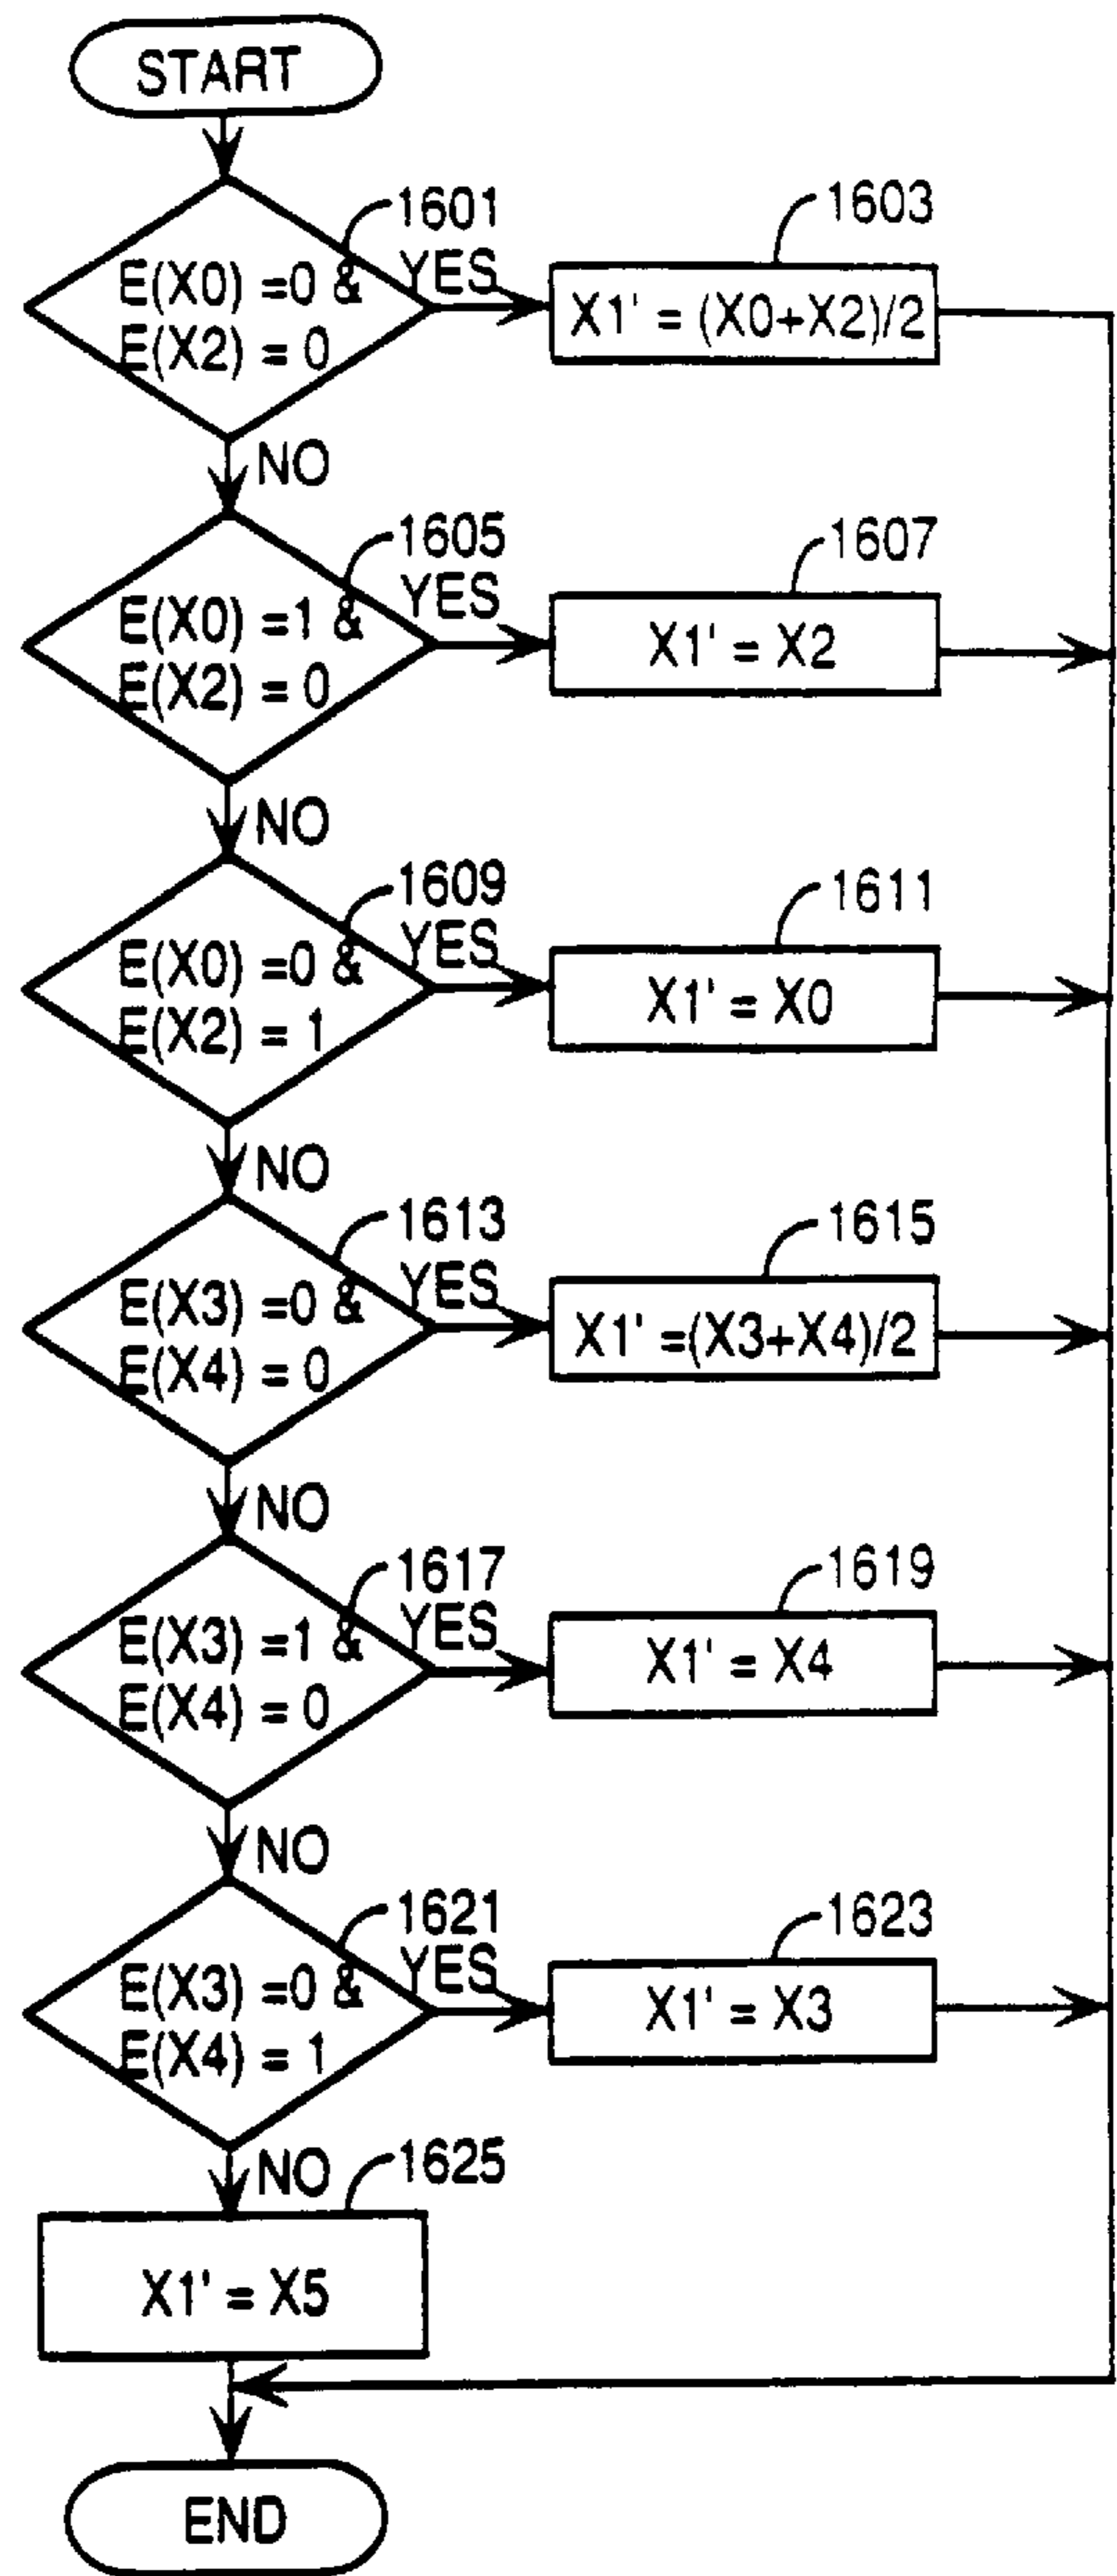 START
1601
E(X0) =0 &
E(X2) = 0
YES
1603
X1' = (X0+X2)/2
NO
1605
E(X0) =1 &
E(X2) = 0
YES
1607
X1' = X2
NO
1609
E(X0) =0 &
E(X2) = 1
YES
1611
X1' = X0
NO
1613
E(X3) =0 &
E(X4) = 0
YES
1615
X1' =(X3+X4)/2
NO
1617
E(X3) =1 &
E(X4) = 0
YES
1619
X1' = X4
NO
1621
E(X3) =0 &
E(X4) = 1
YES
1623
X1' = X3
NO
1625
X1' = X5
END